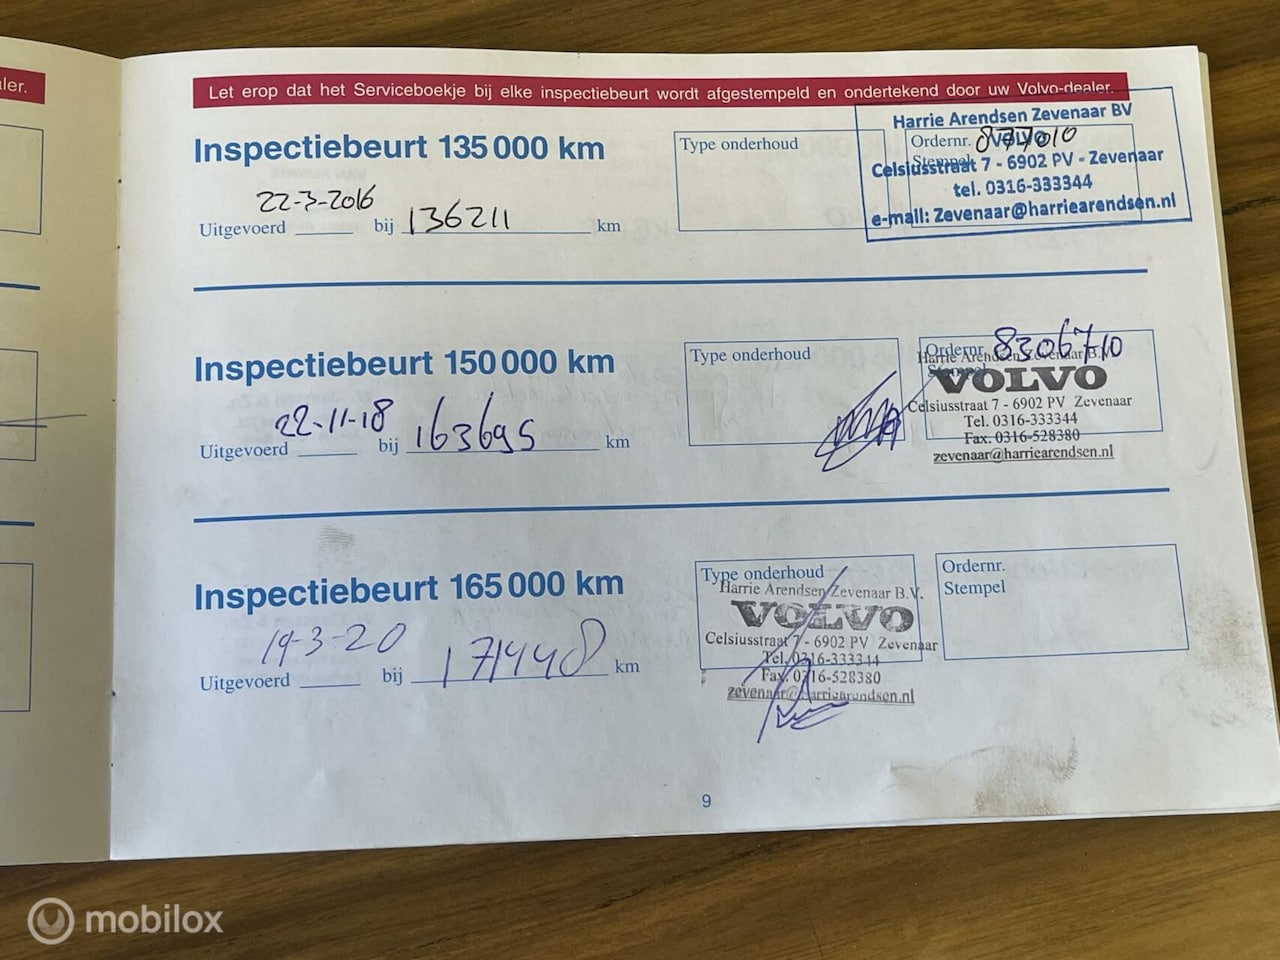 ler.
Let erop dat het Serviceboekje bij elke inspectiebeurt wordt afgestempeld en ondertekend door uw Volvo-dealer.
Inspectiebeurt 135 000 km
22-3-2016
Uitgevoerd bij 136211 km
Type onderhoud
Ordernr.
Stempel
Harrie Arendsen Zevenaar BV
VOLVO
Celsiusstraat 7 - 6902 PV - Zevenaar
tel. 0316-333344
e-mail: Zevenaar@harriearendsen.nl
Inspectiebeurt 150 000 km
22-11-18
Uitgevoerd bij 163695 km
Type onderhoud
Ordernr. 8306710
Stempel
Harrie Arendsen Zevenaar B.V.
VOLVO
Celsiusstraat 7 - 6902 PV Zevenaar
Tel. 0316-333344
Fax. 0316-528380
zevenaar@harriearendsen.nl
Inspectiebeurt 165 000 km
19-3-20
Uitgevoerd bij 171448 km
Type onderhoud
Harrie Arendsen Zevenaar B.V.
VOLVO
Celsiusstraat 7 - 6902 PV Zevenaar
Tel. 0316-333344
Fax. 0316-528380
zevenaar@harriearendsen.nl
Ordernr.
Stempel
9
mobilox